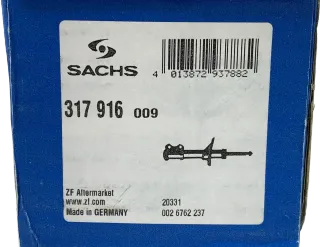 SACHS
4 013872 937882
317 916 009
ZF Aftermarket
www.zf.com 20331
Made in GERMANY 002 6762 237